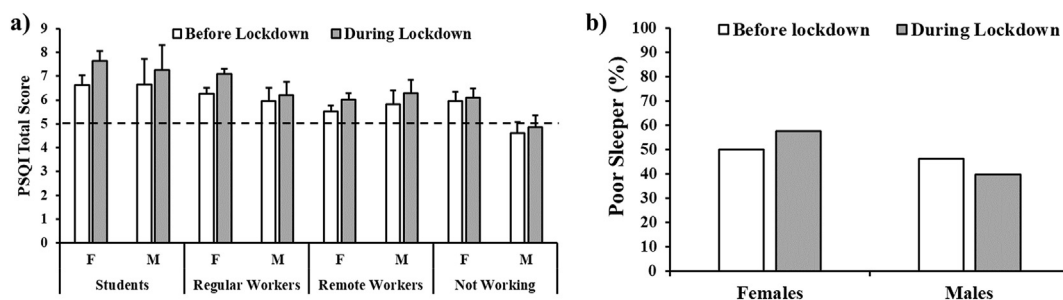 a)
Before Lockdown During Lockdown
PSQI Total Score
9
8
7
6
5
4
3
2
1
0
F M F M F M F M
Students Regular Workers Remote Workers Not Working
b)
Before lockdown During Lockdown
Poor Sleeper (%)
100
90
80
70
60
50
40
30
20
10
0
Females Males